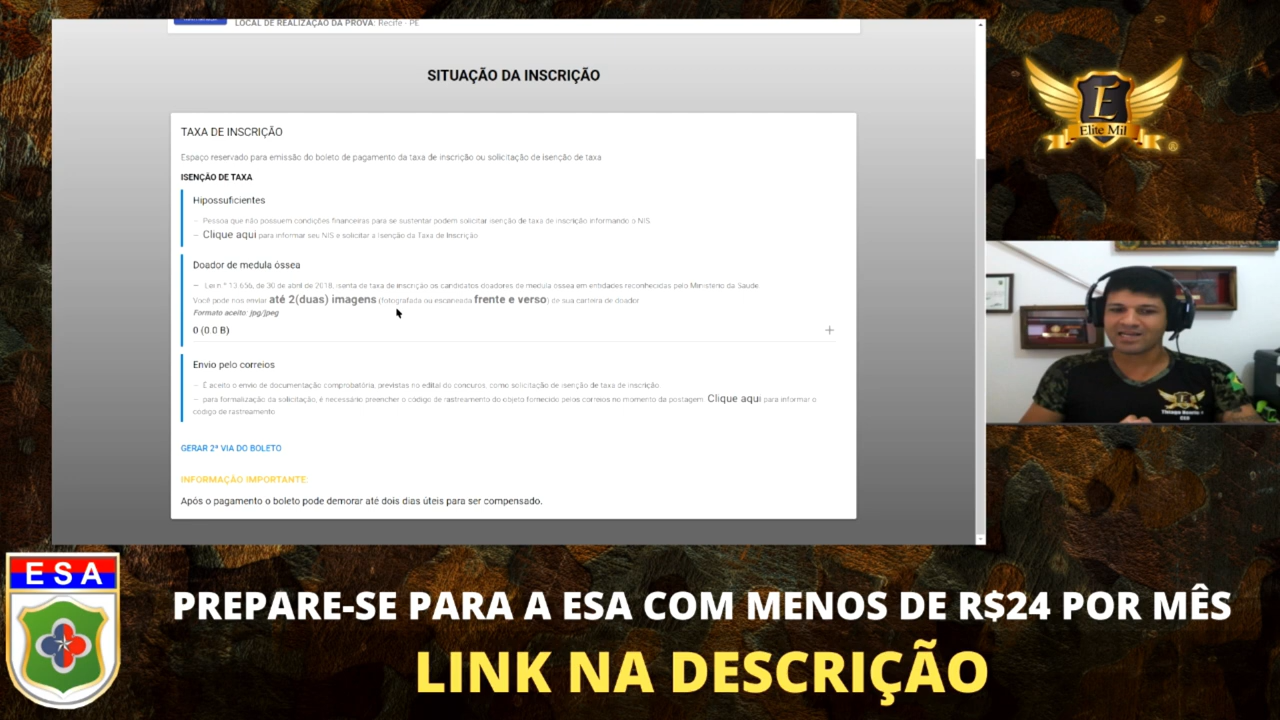 LOCAL DE REALIZAÇÃO DA PROVA: Recife - PE
SITUAÇÃO DA INSCRIÇÃO
TAXA DE INSCRIÇÃO
Espaço reservado para emissão do boleto de pagamento da taxa de inscrição ou solicitação de isenção de taxa
ISENÇÃO DE TAXA
Hipossuficientes
– Pessoa que não possuem condições financeiras para se sustentar podem solicitar isenção de taxa de inscrição informando o NIS.
– Clique aqui para informar seu NIS e solicitar a Isenção da Taxa de Inscrição
Doador de medula óssea
– Lei n.º 13.656, de 30 de abril de 2018, isenta de taxa de inscrição os candidatos doadores de medula óssea em entidades reconhecidas pelo Ministério da Saúde
Você pode nos enviar até 2(duas) imagens (fotografada ou escaneada frente e verso) de sua carteira de doador
Formato aceito: jpg/jpeg
0 (0.0 B)
Envio pelo correios
– É aceito o envio de documentação comprobatória, previstas no edital do concurso, como solicitação de isenção de taxa de inscrição
– para formalização da solicitação, é necessário preencher o código de rastreamento do objeto fornecido pelos correios no momento da postagem. Clique aqui para informar o
código de rastreamento
GERAR 2ª VIA DO BOLETO
INFORMAÇÃO IMPORTANTE:
Após o pagamento o boleto pode demorar até dois dias úteis para ser compensado.
E
Elite Mil
®
ESA
PREPARE-SE PARA A ESA COM MENOS DE R$24 POR MÊS
LINK NA DESCRIÇÃO